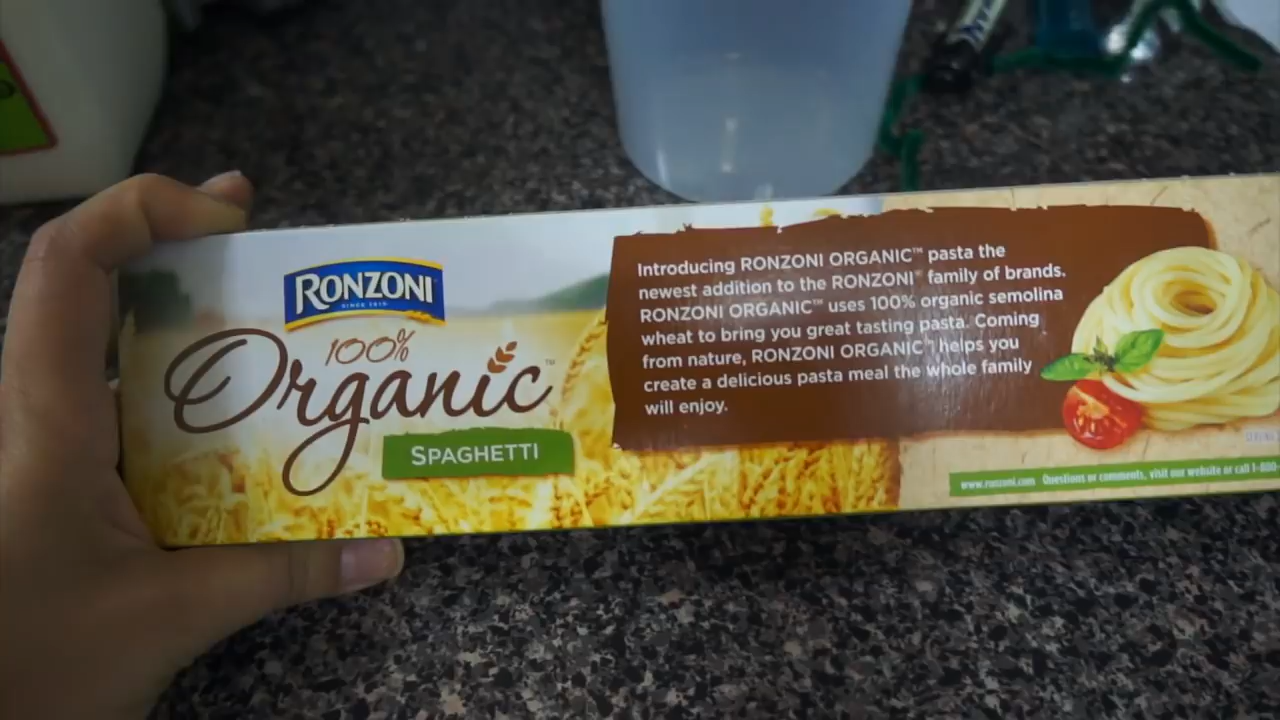 RONZONI
SINCE 1915
100%
Organic™
SPAGHETTI
Introducing RONZONI ORGANIC™ pasta the
newest addition to the RONZONI® family of brands.
RONZONI ORGANIC™ uses 100% organic semolina
wheat to bring you great tasting pasta. Coming
from nature, RONZONI ORGANIC™ helps you
create a delicious pasta meal the whole family
will enjoy.
www.ronzoni.com Questions or comments, visit our website or call 1-800-